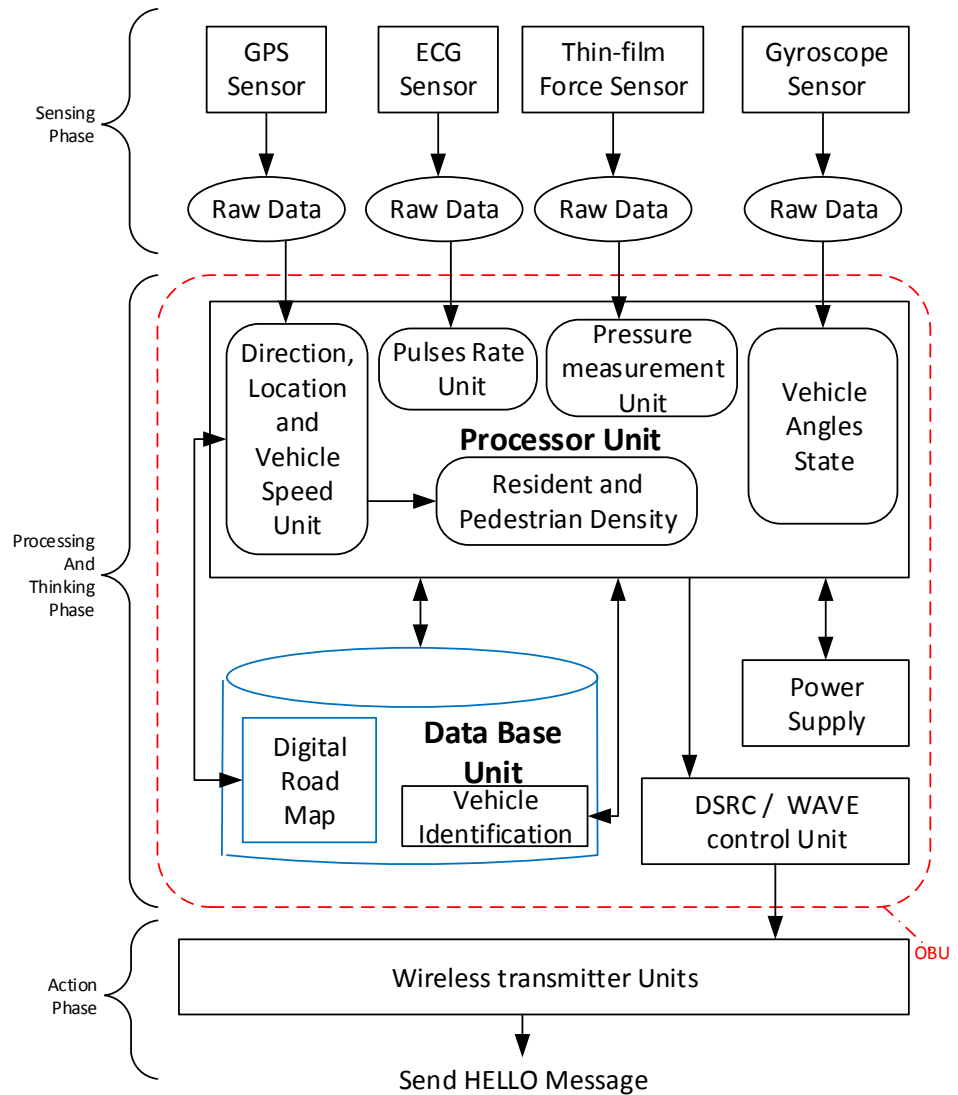 GPS
Sensor
ECG
Sensor
Thin-film
Force Sensor
Gyroscope
Sensor
Sensing
Phase
Raw Data
Raw Data
Raw Data
Raw Data
Direction,
Location
and
Vehicle
Speed
Unit
Pulses Rate
Unit
Pressure
measurement
Unit
Vehicle
Angles
State
Processor Unit
Resident and
Pedestrian Density
Processing
And
Thinking
Phase
Data Base
Unit
Digital
Road
Map
Vehicle
Identification
Power
Supply
DSRC / WAVE
control Unit
OBU
Wireless transmitter Units
Action
Phase
Send HELLO Message